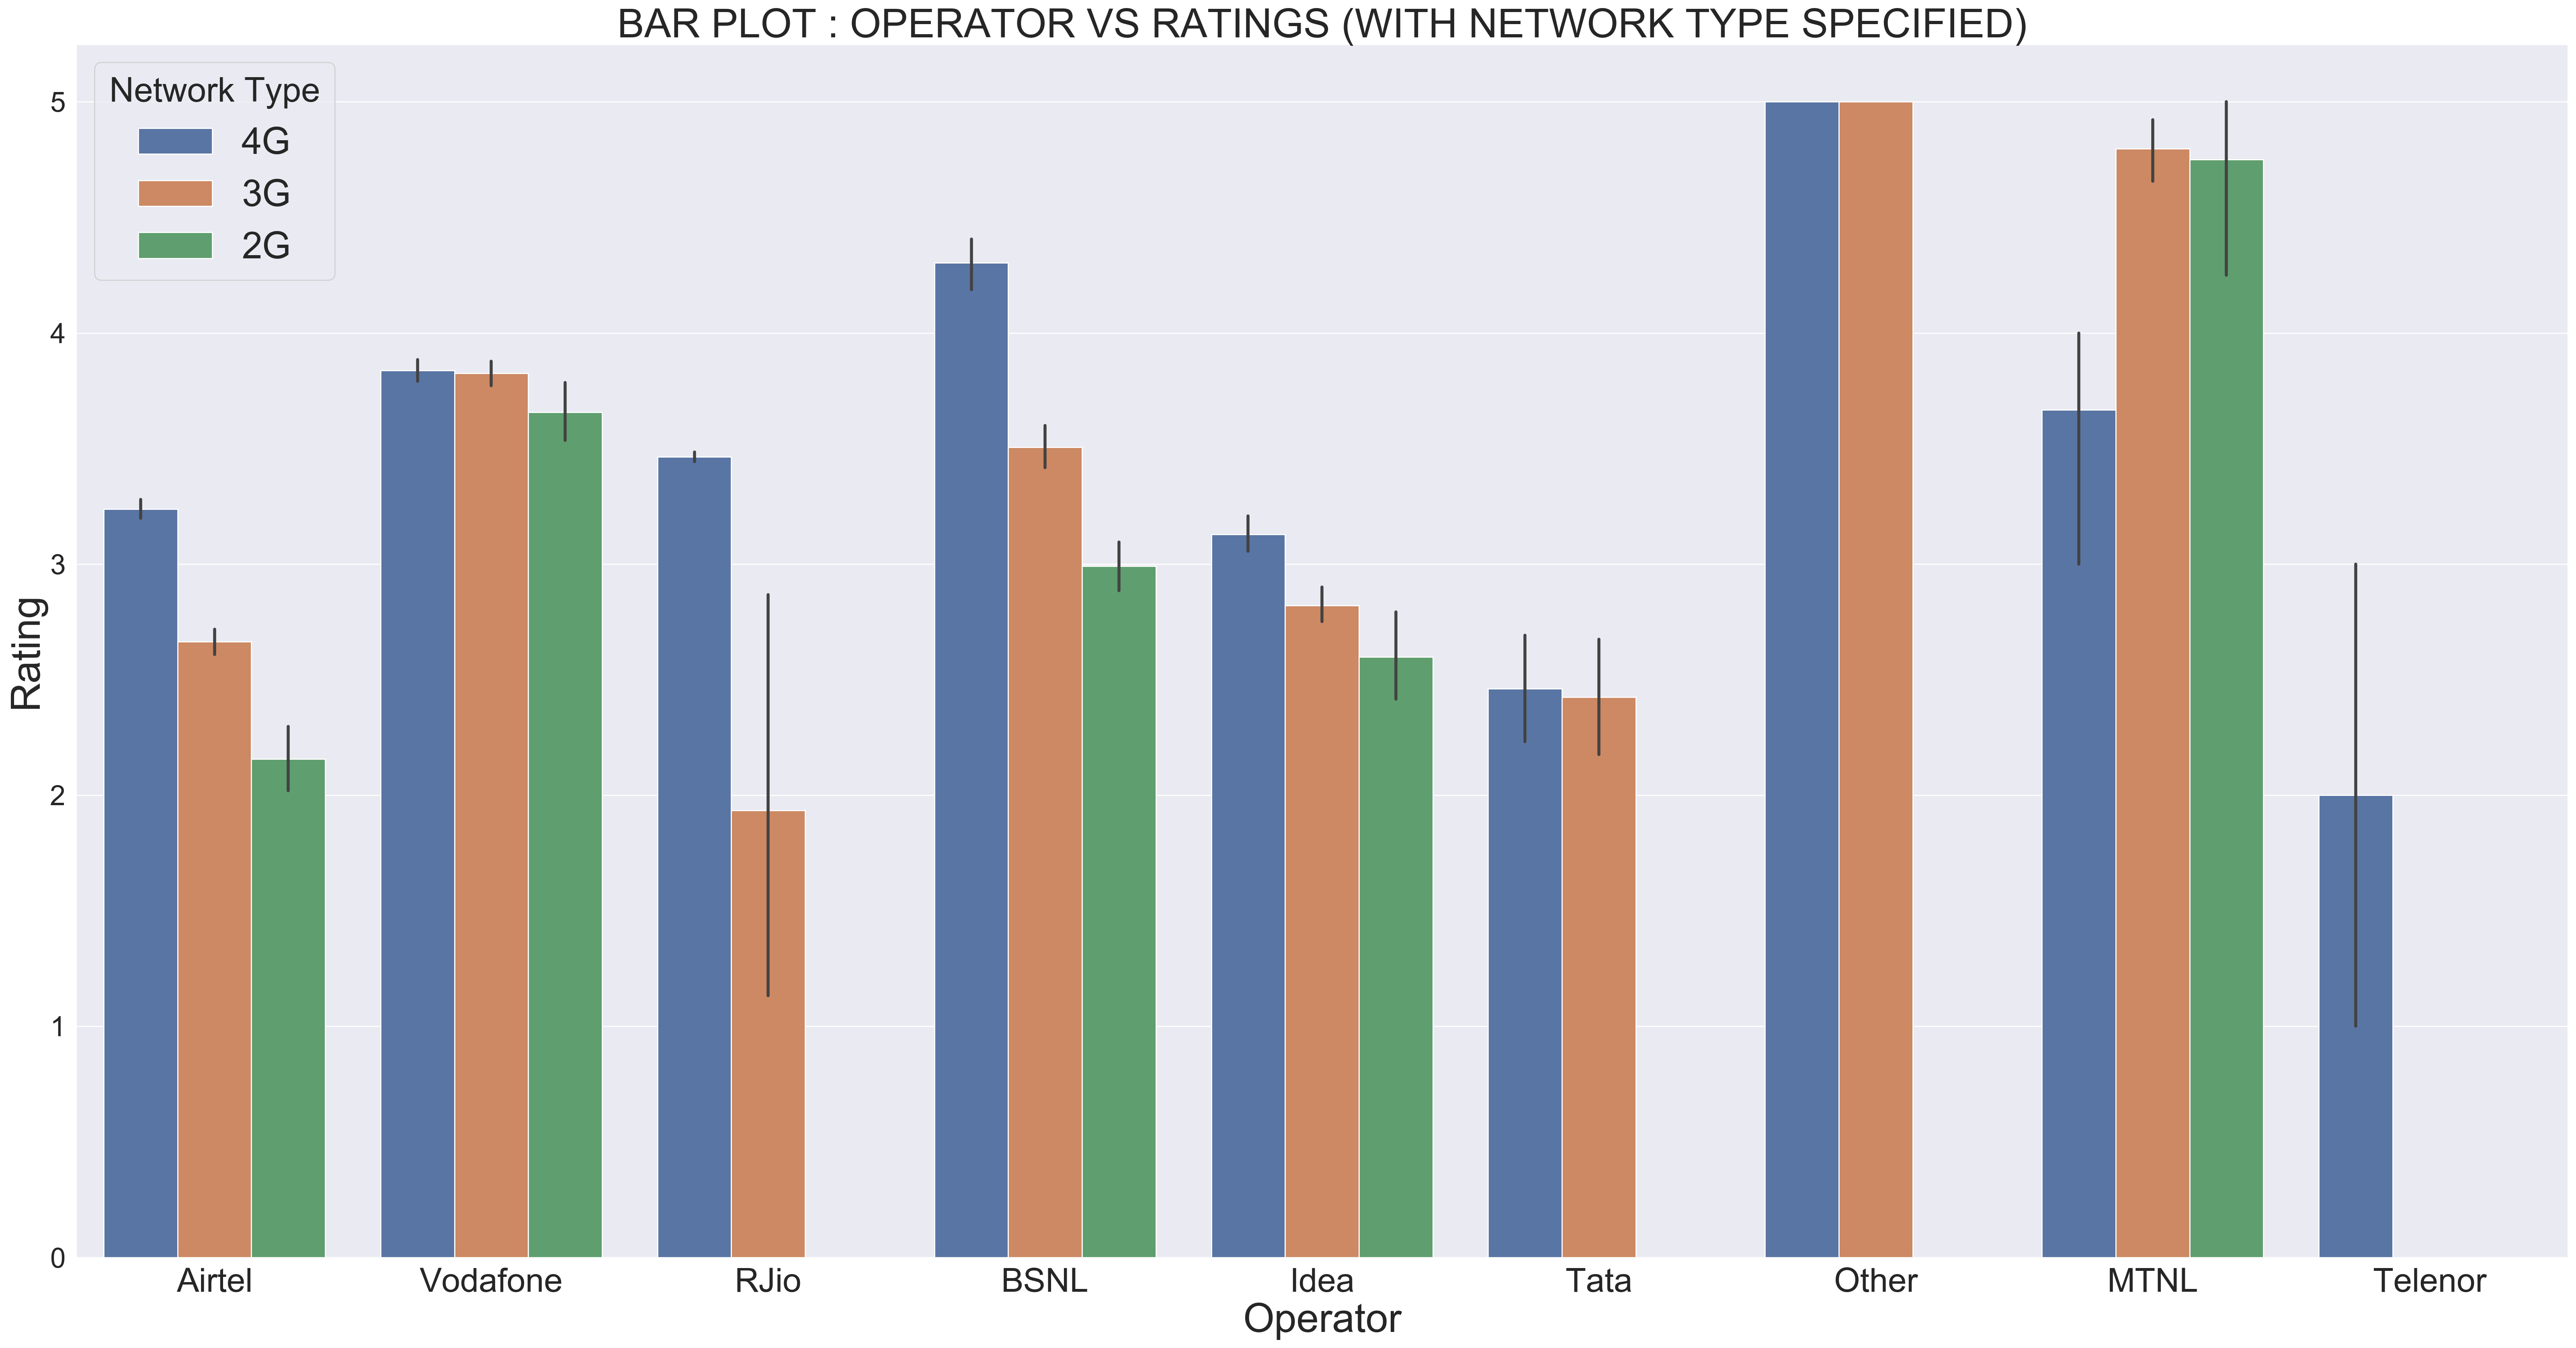 BAR PLOT : OPERATOR VS RATINGS (WITH NETWORK TYPE SPECIFIED)
Network Type
4G
3G
2G
Rating
5
4
3
2
1
0
Airtel Vodafone RJio BSNL Idea Tata Other MTNL Telenor
Operator